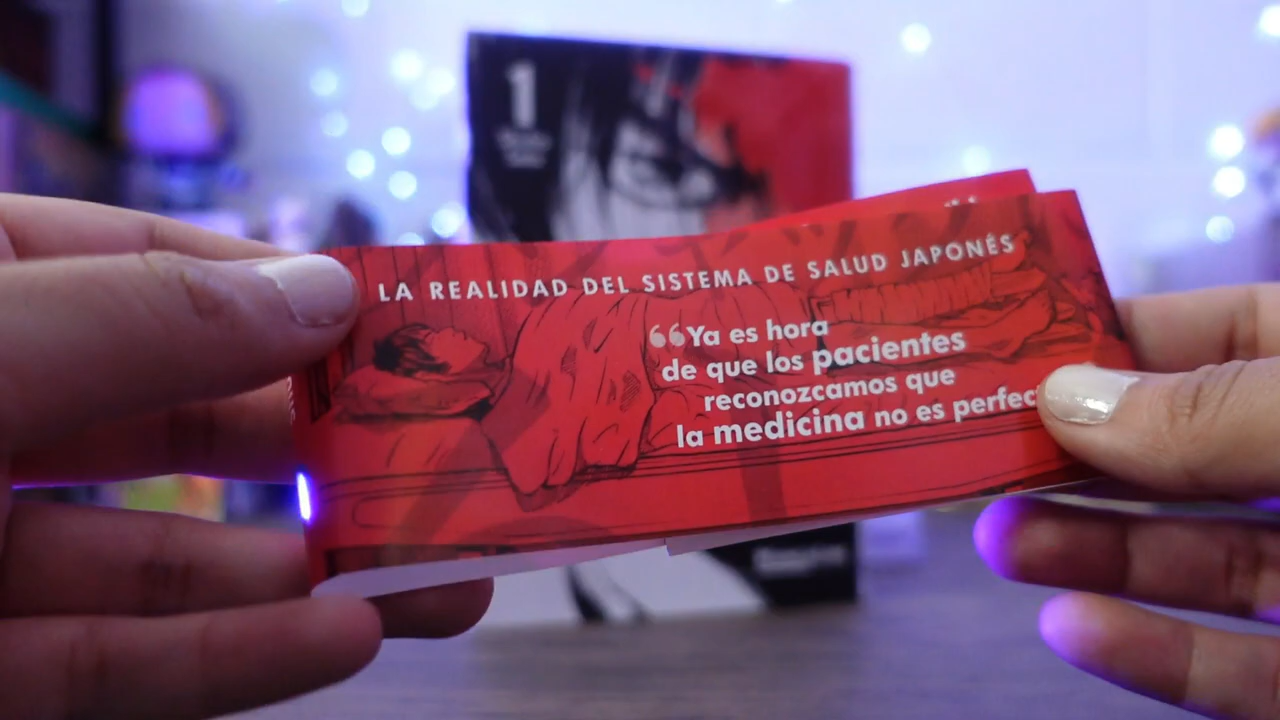 1
LA REALIDAD DEL SISTEMA DE SALUD JAPONÉS
“Ya es hora
de que los pacientes
reconozcamos que
la medicina no es perfec